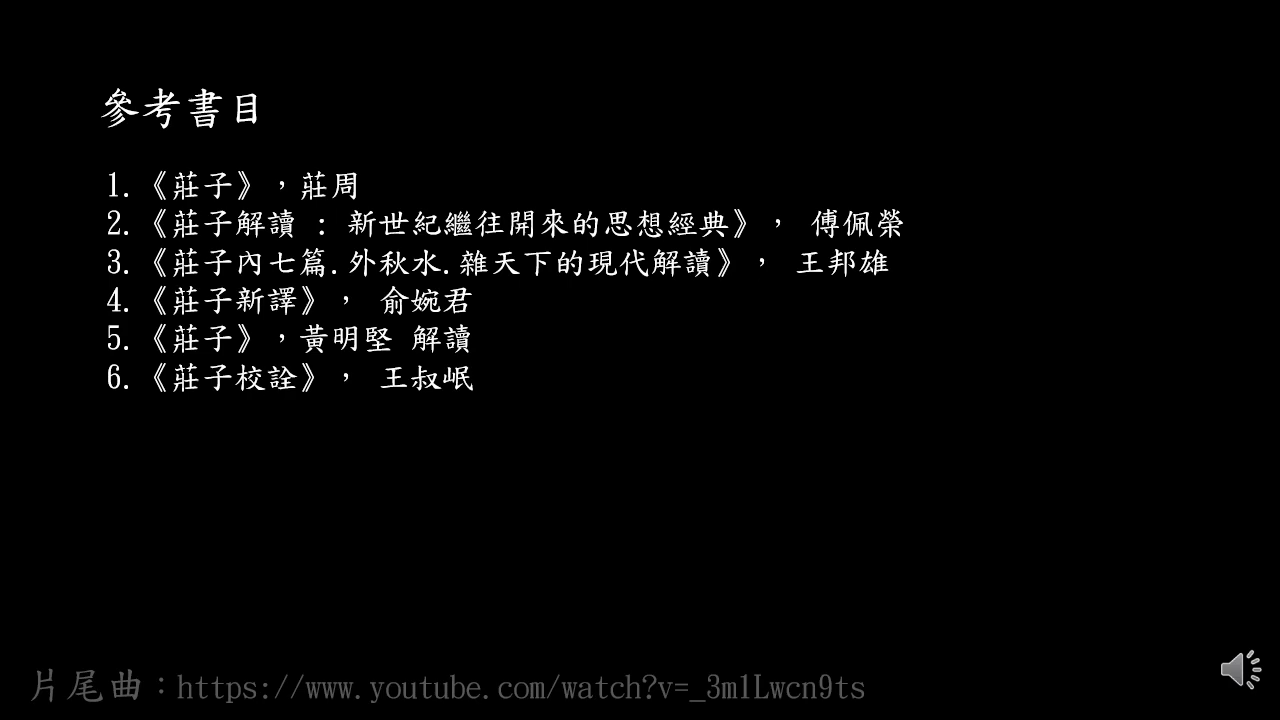 參考書目
1.《莊子》，莊周
2.《莊子解讀 : 新世紀繼往開來的思想經典》， 傅佩榮
3.《莊子內七篇.外秋水.雜天下的現代解讀》， 王邦雄
4.《莊子新譯》， 俞婉君
5.《莊子》，黃明堅 解讀
6.《莊子校詮》， 王叔岷
片尾曲：https://www.youtube.com/watch?v=_3m1Lwcn9ts